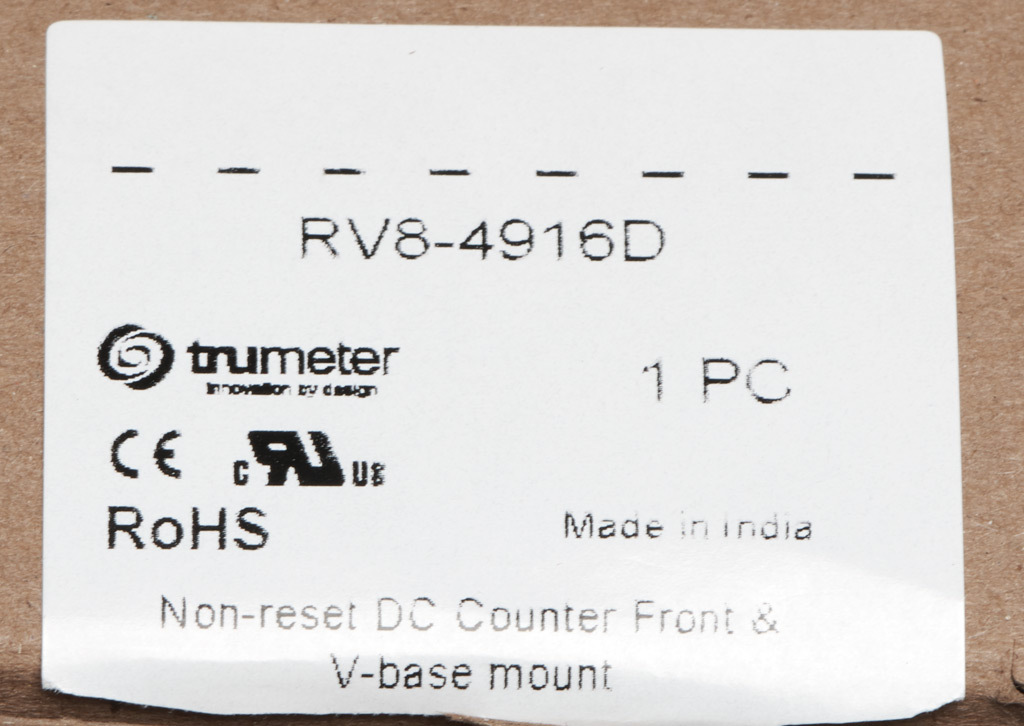 - - - - - - - -
RV8-4916D
trumeter
innovation by design
1 PC
CE
c RU US
RoHS
Made in India
Non-reset DC Counter Front &
V-base mount